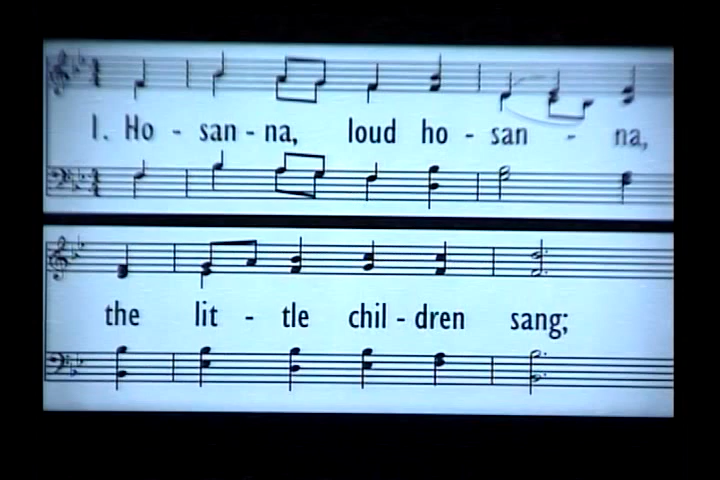 1. Ho - san - na, loud ho - san - na,
the lit - tle chil - dren sang;